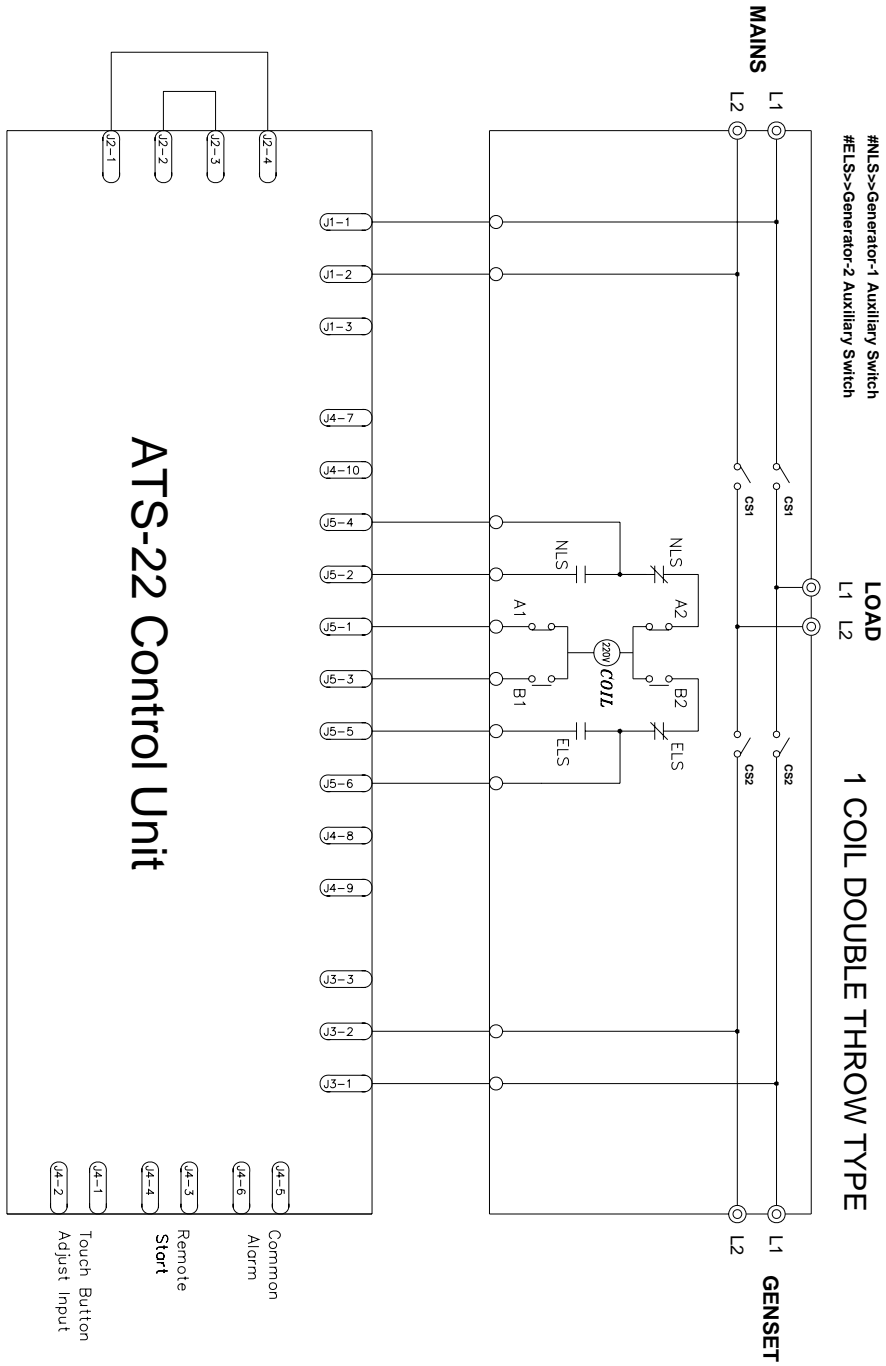 #NLS>>Generator-1 Auxiliary Switch
#ELS>>Generator-2 Auxiliary Switch
1 COIL DOUBLE THROW TYPE
MAINS
L1
L2
LOAD
L1
L2
GENSET
L1
L2
CS1
CS1
CS2
CS2
NLS
A2
B2
ELS
220V
COIL
NLS
A1
B1
ELS
J2-4
J2-3
J2-2
J2-1
J1-1
J1-2
J1-3
J4-7
J4-10
J5-4
J5-2
J5-1
J5-3
J5-5
J5-6
J4-8
J4-9
J3-3
J3-2
J3-1
ATS-22 Control Unit
J4-5
J4-6
J4-3
J4-4
J4-1
J4-2
Common
Alarm
Remote
Start
Touch Button
Adjust Input